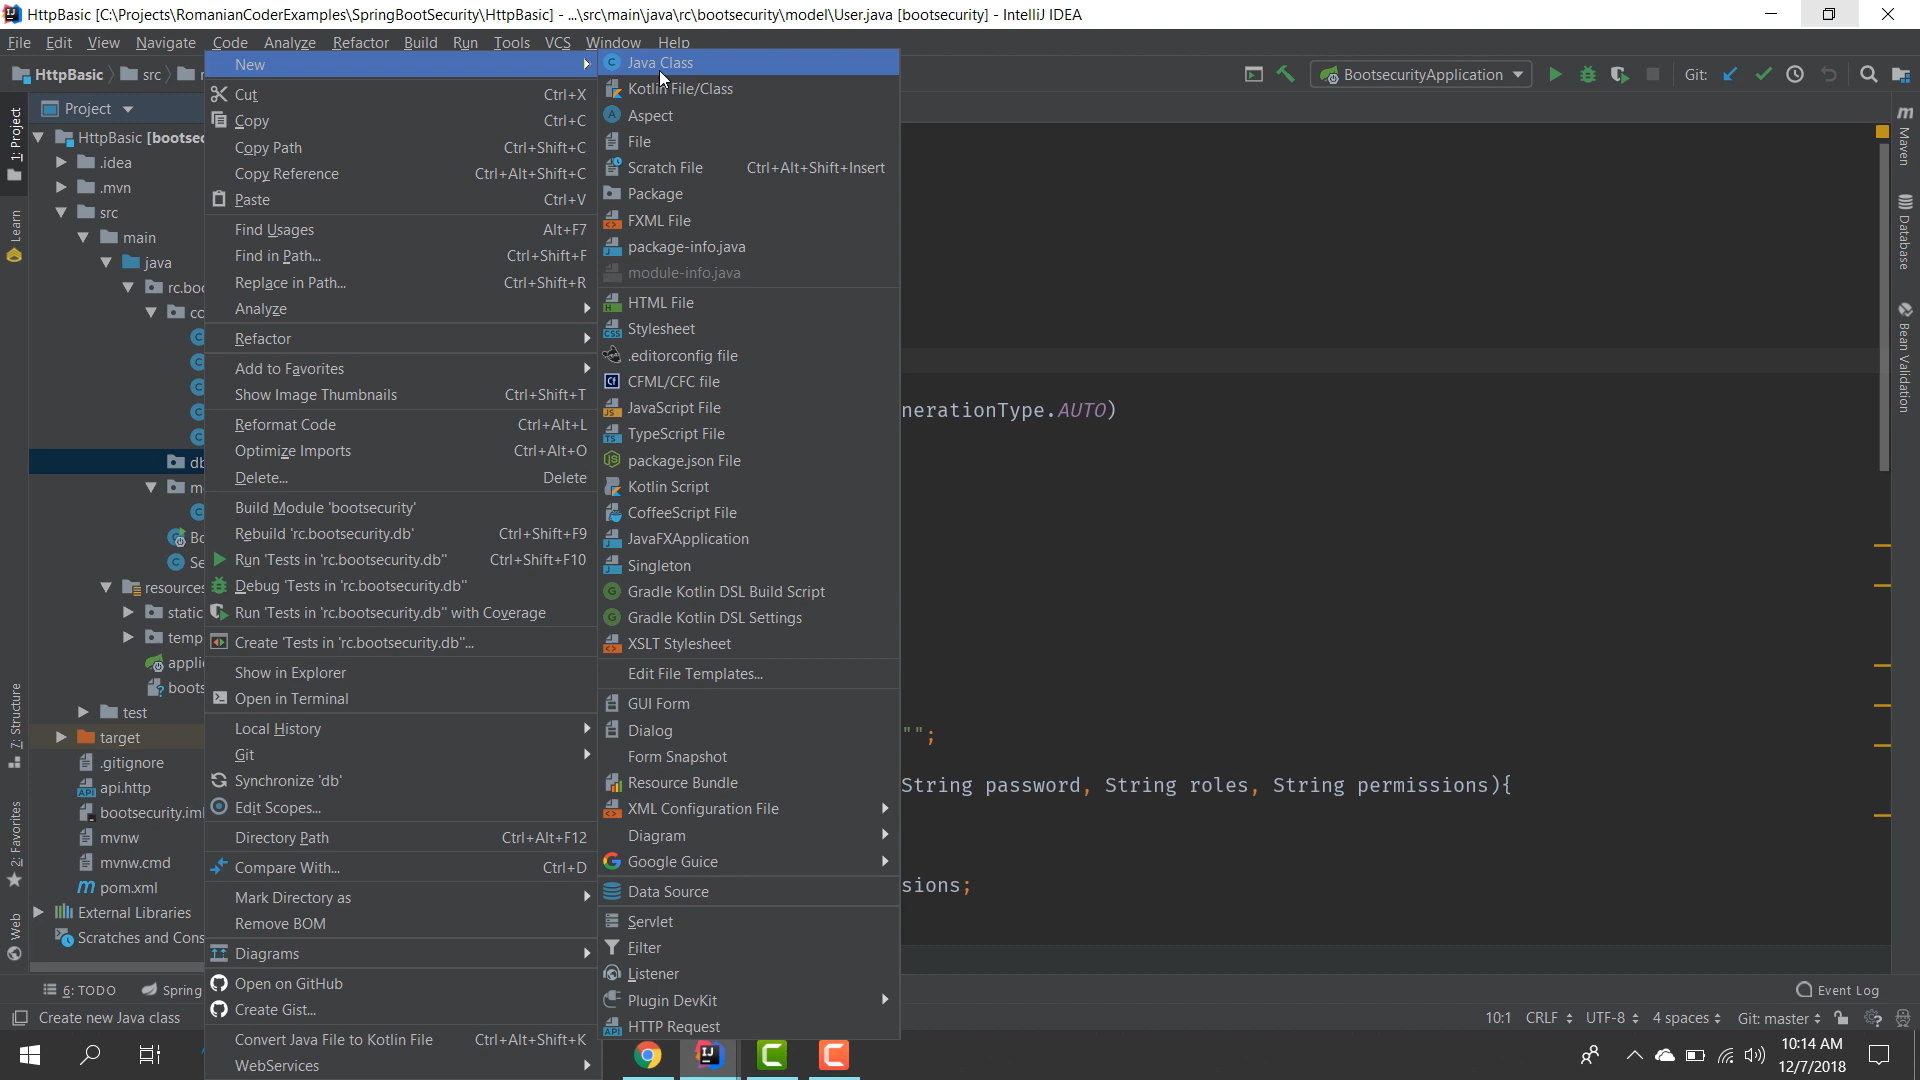 HttpBasic [C:\Projects\RomanianCoderExamples\SpringBootSecurity\HttpBasic] - ...\src\main\java\rc\bootsecurity\model\User.java [bootsecurity] - IntelliJ IDEA
File Edit View Navigate Code Analyze Refactor Build Run Tools VCS Window Help
HttpBasic src
BootsecurityApplication Git:
Project
1: Project
Learn
7: Structure
2: Favorites
Web
HttpBasic [bootsec
.idea
.mvn
src
main
java
rc.boo
co
db
m
Bo
Se
resources
static
temp
appli
boots
test
target
.gitignore
api.http
bootsecurity.iml
mvnw
mvnw.cmd
pom.xml
External Libraries
Scratches and Cons
New
Cut Ctrl+X
Copy Ctrl+C
Copy Path Ctrl+Shift+C
Copy Reference Ctrl+Alt+Shift+C
Paste Ctrl+V
Find Usages Alt+F7
Find in Path... Ctrl+Shift+F
Replace in Path... Ctrl+Shift+R
Analyze
Refactor
Add to Favorites
Show Image Thumbnails Ctrl+Shift+T
Reformat Code Ctrl+Alt+L
Optimize Imports Ctrl+Alt+O
Delete... Delete
Build Module 'bootsecurity'
Rebuild 'rc.bootsecurity.db' Ctrl+Shift+F9
Run 'Tests in 'rc.bootsecurity.db'' Ctrl+Shift+F10
Debug 'Tests in 'rc.bootsecurity.db''
Run 'Tests in 'rc.bootsecurity.db'' with Coverage
Create 'Tests in 'rc.bootsecurity.db''...
Show in Explorer
Open in Terminal
Local History
Git
Synchronize 'db'
Edit Scopes...
Directory Path Ctrl+Alt+F12
Compare With... Ctrl+D
Mark Directory as
Remove BOM
Diagrams
Open on GitHub
Create Gist...
Convert Java File to Kotlin File Ctrl+Alt+Shift+K
WebServices
Java Class
Kotlin File/Class
Aspect
File
Scratch File Ctrl+Alt+Shift+Insert
Package
FXML File
package-info.java
module-info.java
HTML File
Stylesheet
.editorconfig file
CFML/CFC file
JavaScript File
TypeScript File
package.json File
Kotlin Script
CoffeeScript File
JavaFXApplication
Singleton
Gradle Kotlin DSL Build Script
Gradle Kotlin DSL Settings
XSLT Stylesheet
Edit File Templates...
GUI Form
Dialog
Form Snapshot
Resource Bundle
XML Configuration File
Diagram
Google Guice
Data Source
Servlet
Filter
Listener
Plugin DevKit
HTTP Request
nerationType.AUTO)
"";
String password, String roles, String permissions){
sions;
Maven
Database
Bean Validation
6: TODO Spring
Event Log
Create new Java class
10:1 CRLF UTF-8 4 spaces Git: master
10:14 AM
12/7/2018